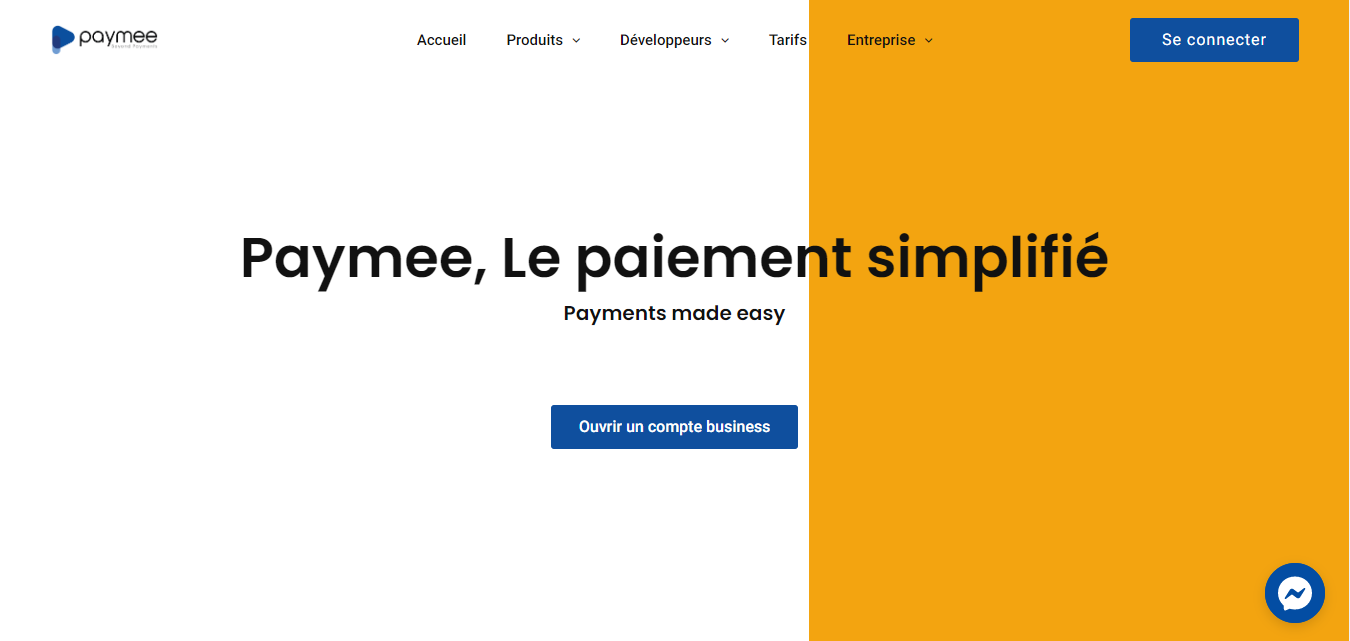 paymee
Beyond Payments
Accueil
Produits
Développeurs
Tarifs
Entreprise
Se connecter
Paymee, Le paiement simplifié
Payments made easy
Ouvrir un compte business